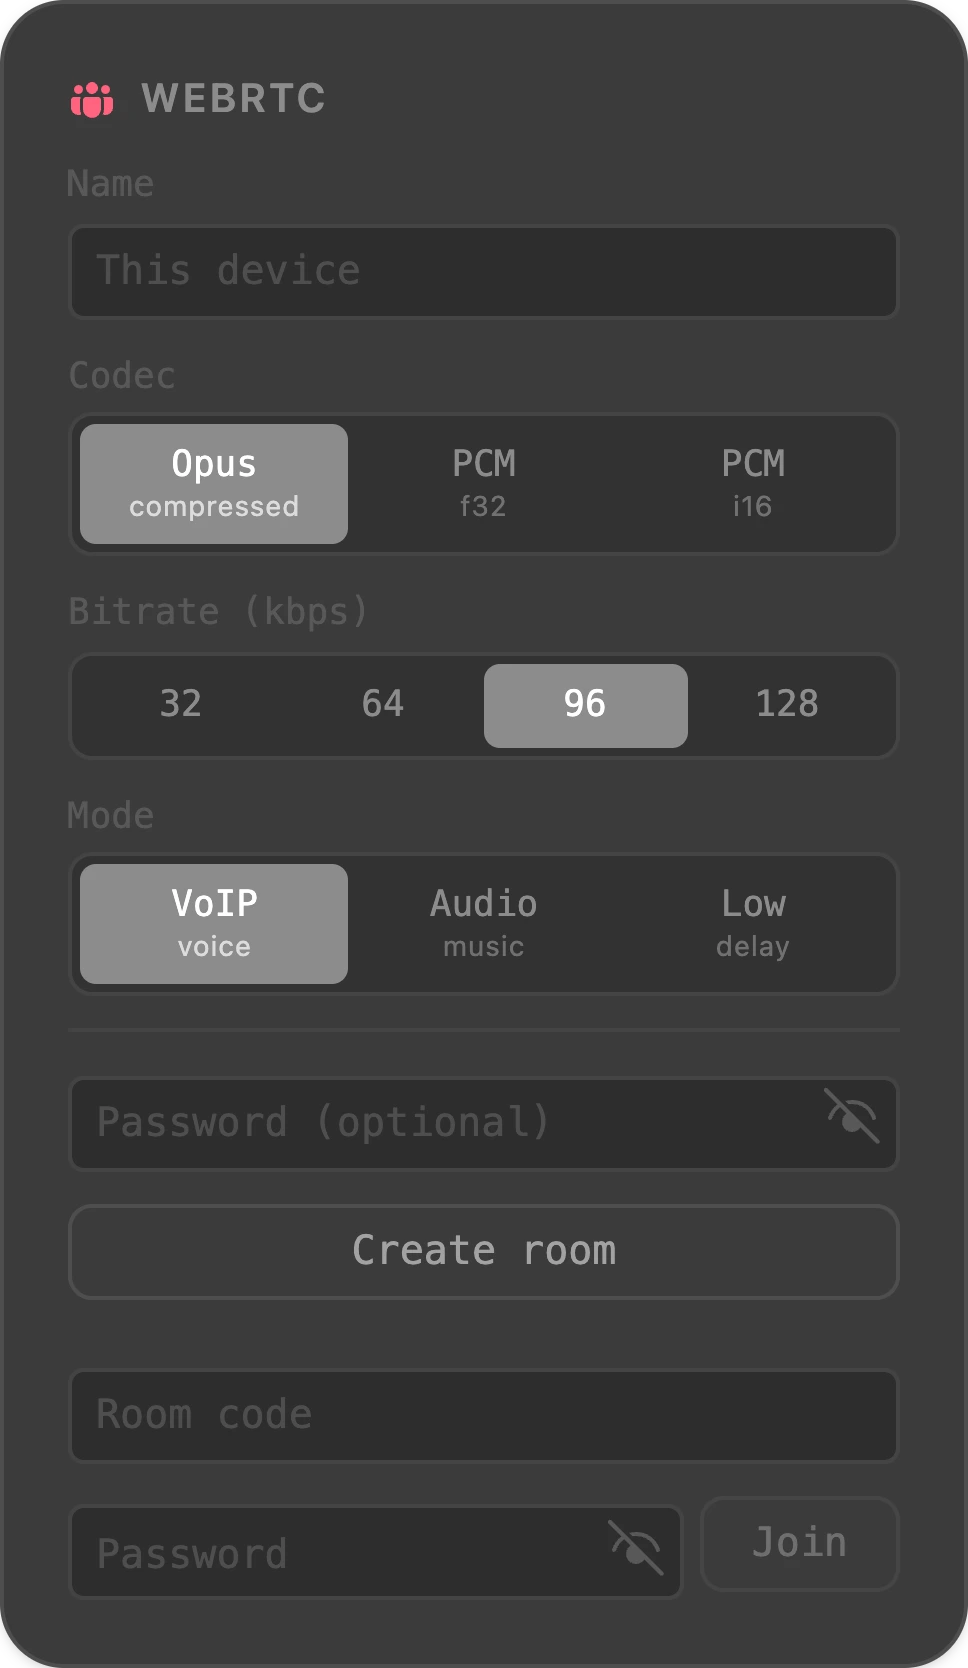 WEBRTC
Name
This device
Codec
Opus PCM PCM
compressed f32 i16
Bitrate (kbps)
32 64 96 128
Mode
VoIP Audio Low
voice music delay
Password (optional)
Create room
Room code
Password Join